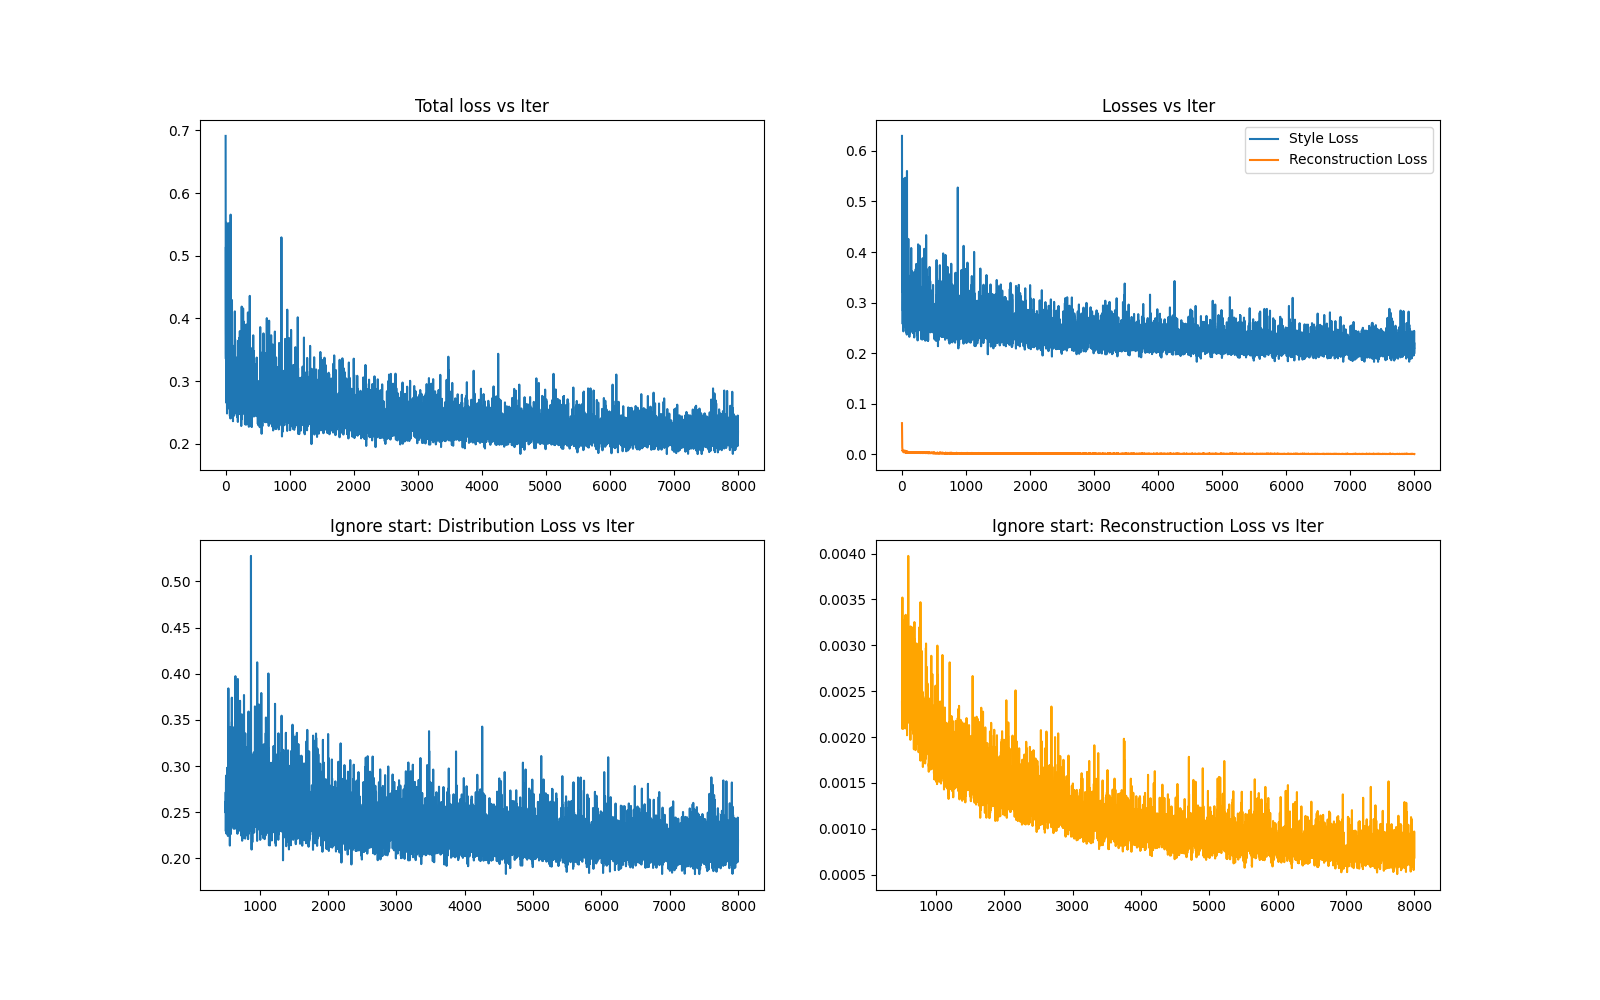 Total loss vs Iter
0.7
0.6
0.5
0.4
0.3
0.2
0 1000 2000 3000 4000 5000 6000 7000 8000
Losses vs Iter
Style Loss
Reconstruction Loss
0.6
0.5
0.4
0.3
0.2
0.1
0.0
0 1000 2000 3000 4000 5000 6000 7000 8000
Ignore start: Distribution Loss vs Iter
0.50
0.45
0.40
0.35
0.30
0.25
0.20
1000 2000 3000 4000 5000 6000 7000 8000
Ignore start: Reconstruction Loss vs Iter
0.0040
0.0035
0.0030
0.0025
0.0020
0.0015
0.0010
0.0005
1000 2000 3000 4000 5000 6000 7000 8000